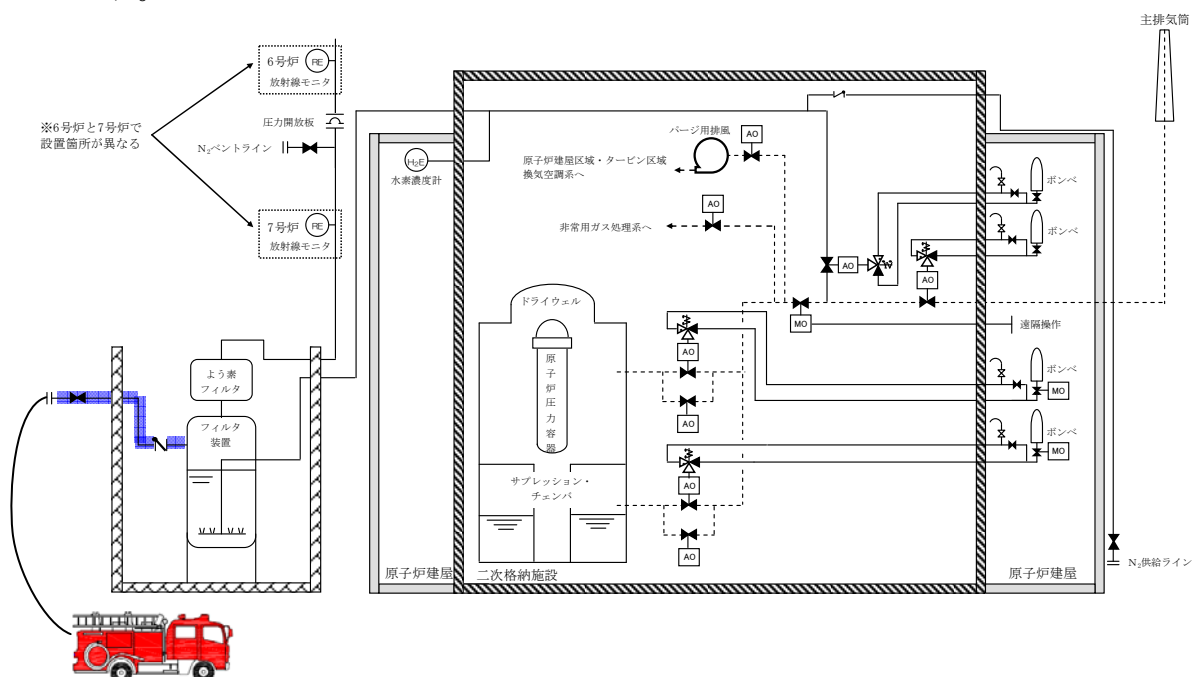 主排気筒
6号炉
RE
放射線モニタ
※6号炉と7号炉で
設置箇所が異なる
圧力開放板
N₂ベントライン
7号炉
RE
放射線モニタ
H₂E
水素濃度計
パージ用排風
AO
原子炉建屋区域・タービン区域
換気空調系へ
AO
非常用ガス処理系へ
ボンベ
ボンベ
AO
AO
MO
遠隔操作
ドライウェル
原子炉圧力容器
AO
AO
ボンベ
MO
ボンベ
MO
サプレッション・
チェンバ
AO
AO
よう素
フィルタ
フィルタ
装置
原子炉建屋
二次格納施設
原子炉建屋
N₂供給ライン